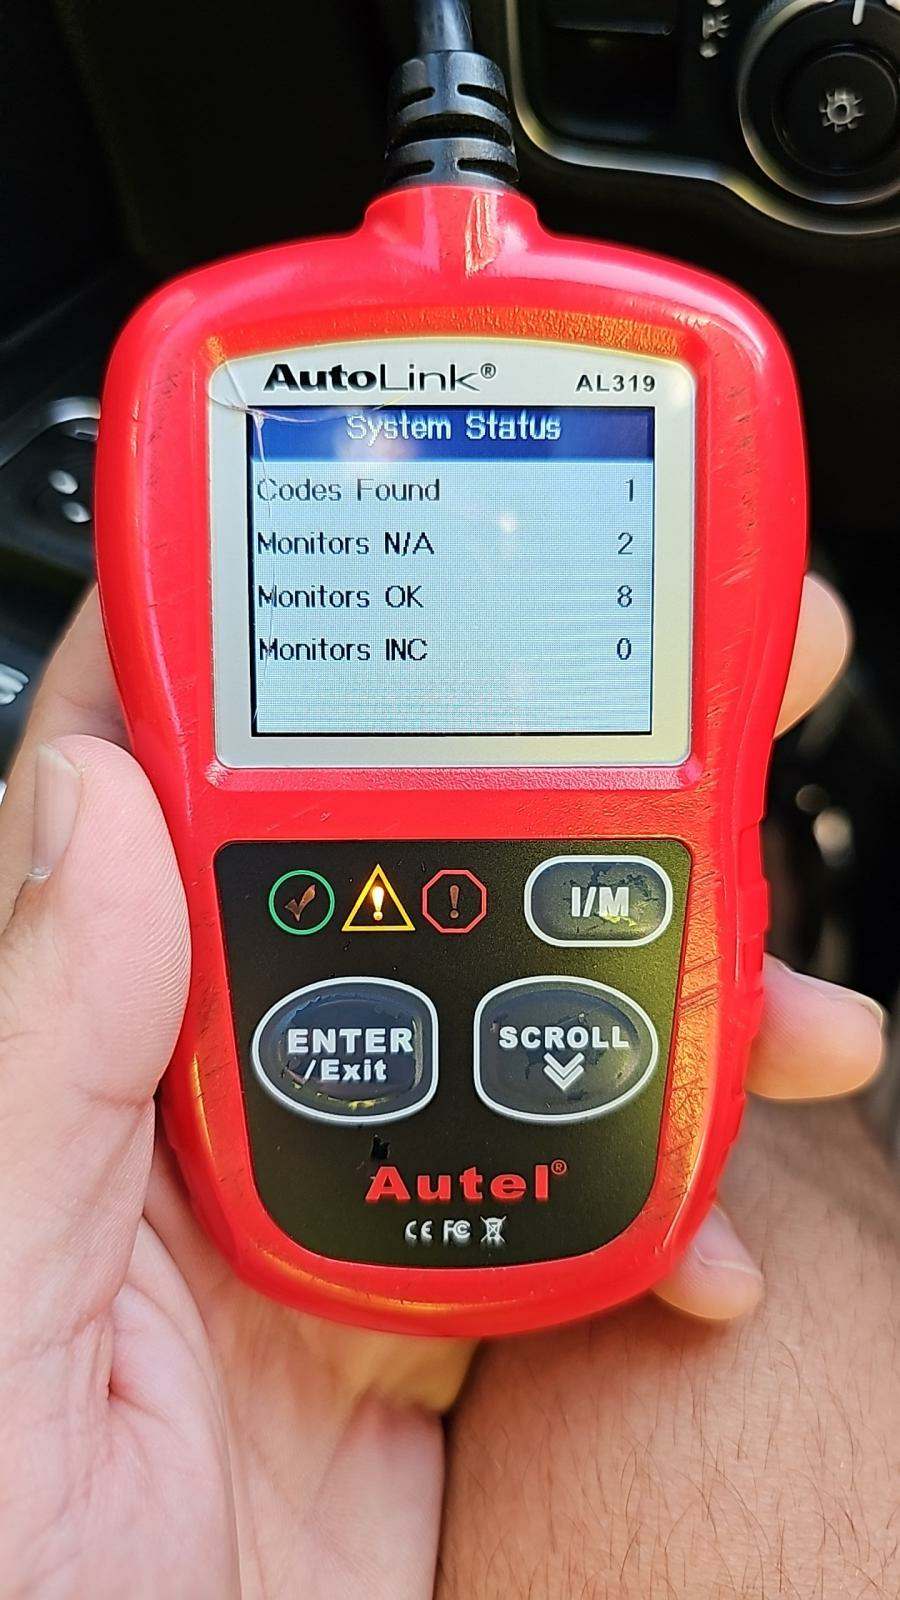 AutoLink®
AL319
System Status
Codes Found 1
Monitors N/A 2
Monitors OK 8
Monitors INC 0
I/M
ENTER
/Exit
SCROLL
Autel®
CE FC